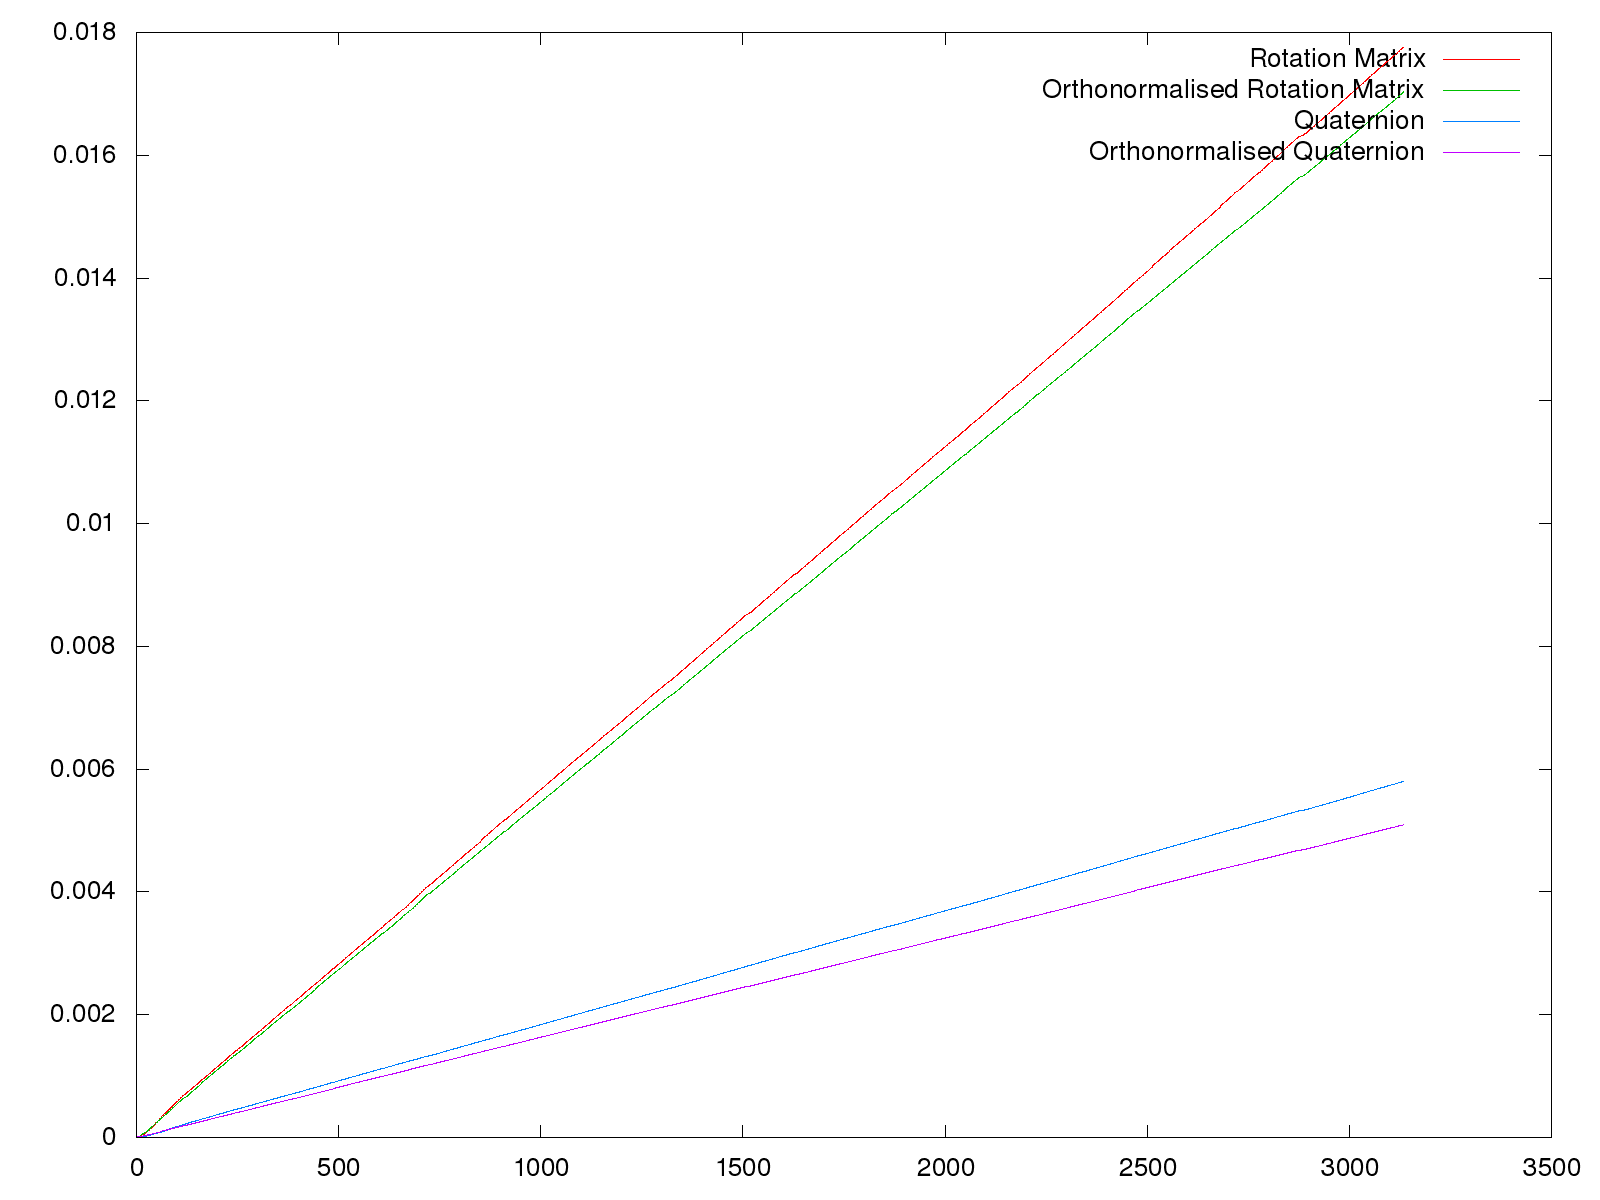 0.018
0.016
0.014
0.012
0.01
0.008
0.006
0.004
0.002
0
0 500 1000 1500 2000 2500 3000 3500
Rotation Matrix
Orthonormalised Rotation Matrix
Quaternion
Orthonormalised Quaternion